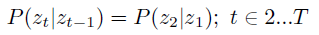 P(z_t|z_{t−1}) = P(z_2|z_1); t ∈ 2...T